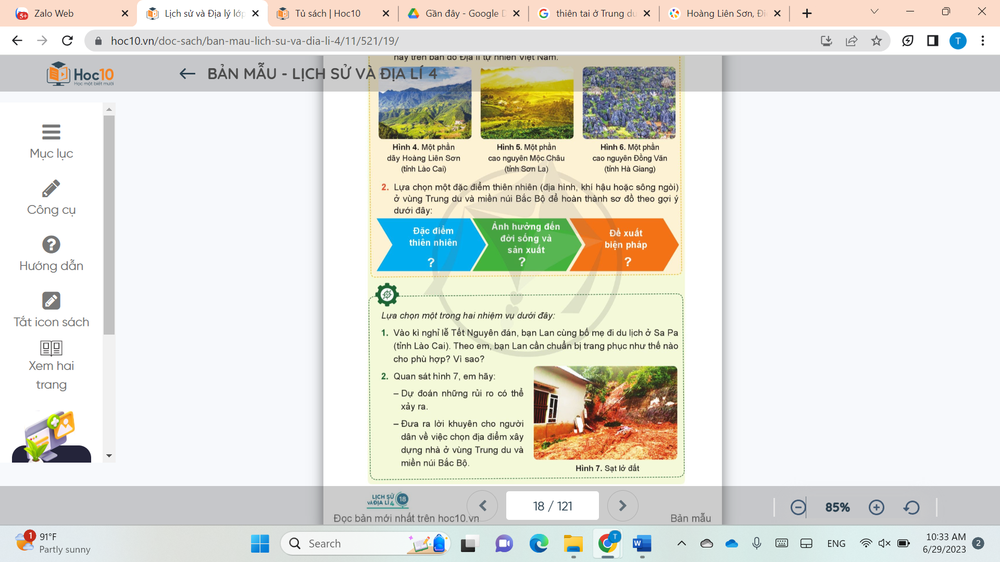 Zalo Web
Lịch sử và Địa lý lớp
Tủ sách | Hoc10
Gần đây - Google D
thiên tai ở Trung du
Hoàng Liên Sơn, Đi
5+
hoc10.vn/doc-sach/ban-mau-lich-su-va-dia-li-4/11/521/19/
T
này trên bản đồ Địa lí tự nhiên Việt Nam.
Hoc10
Học một biết mười
BẢN MẪU - LỊCH SỬ VÀ ĐỊA LÍ 4
Mục lục
Công cụ
Hướng dẫn
Tắt icon sách
Xem hai
trang
Hình 4. Một phần
dãy Hoàng Liên Sơn
(tỉnh Lào Cai)
Hình 5. Một phần
cao nguyên Mộc Châu
(tỉnh Sơn La)
Hình 6. Một phần
cao nguyên Đồng Văn
(tỉnh Hà Giang)
2. Lựa chọn một đặc điểm thiên nhiên (địa hình, khí hậu hoặc sông ngòi)
ở vùng Trung du và miền núi Bắc Bộ để hoàn thành sơ đồ theo gợi ý
dưới đây:
Đặc điểm
thiên nhiên
?
Ảnh hưởng đến
đời sống và
sản xuất
?
Đề xuất
biện pháp
?
Lựa chọn một trong hai nhiệm vụ dưới đây:
1. Vào kì nghỉ lễ Tết Nguyên đán, bạn Lan cùng bố mẹ đi du lịch ở Sa Pa
(tỉnh Lào Cai). Theo em, bạn Lan cần chuẩn bị trang phục như thế nào
cho phù hợp? Vì sao?
2. Quan sát hình 7, em hãy:
– Dự đoán những rủi ro có thể
xảy ra.
– Đưa ra lời khuyên cho người
dân về việc chọn địa điểm xây
dựng nhà ở vùng Trung du và
miền núi Bắc Bộ.
Hình 7. Sạt lở đất
LỊCH SỬ
VÀ ĐỊA LÍ 4
18
18 / 121
85%
Đọc bản mới nhất trên hoc10.vn
Bản mẫu
1
91°F
Partly sunny
Search
T
W
ENG
10:33 AM
6/29/2023
2